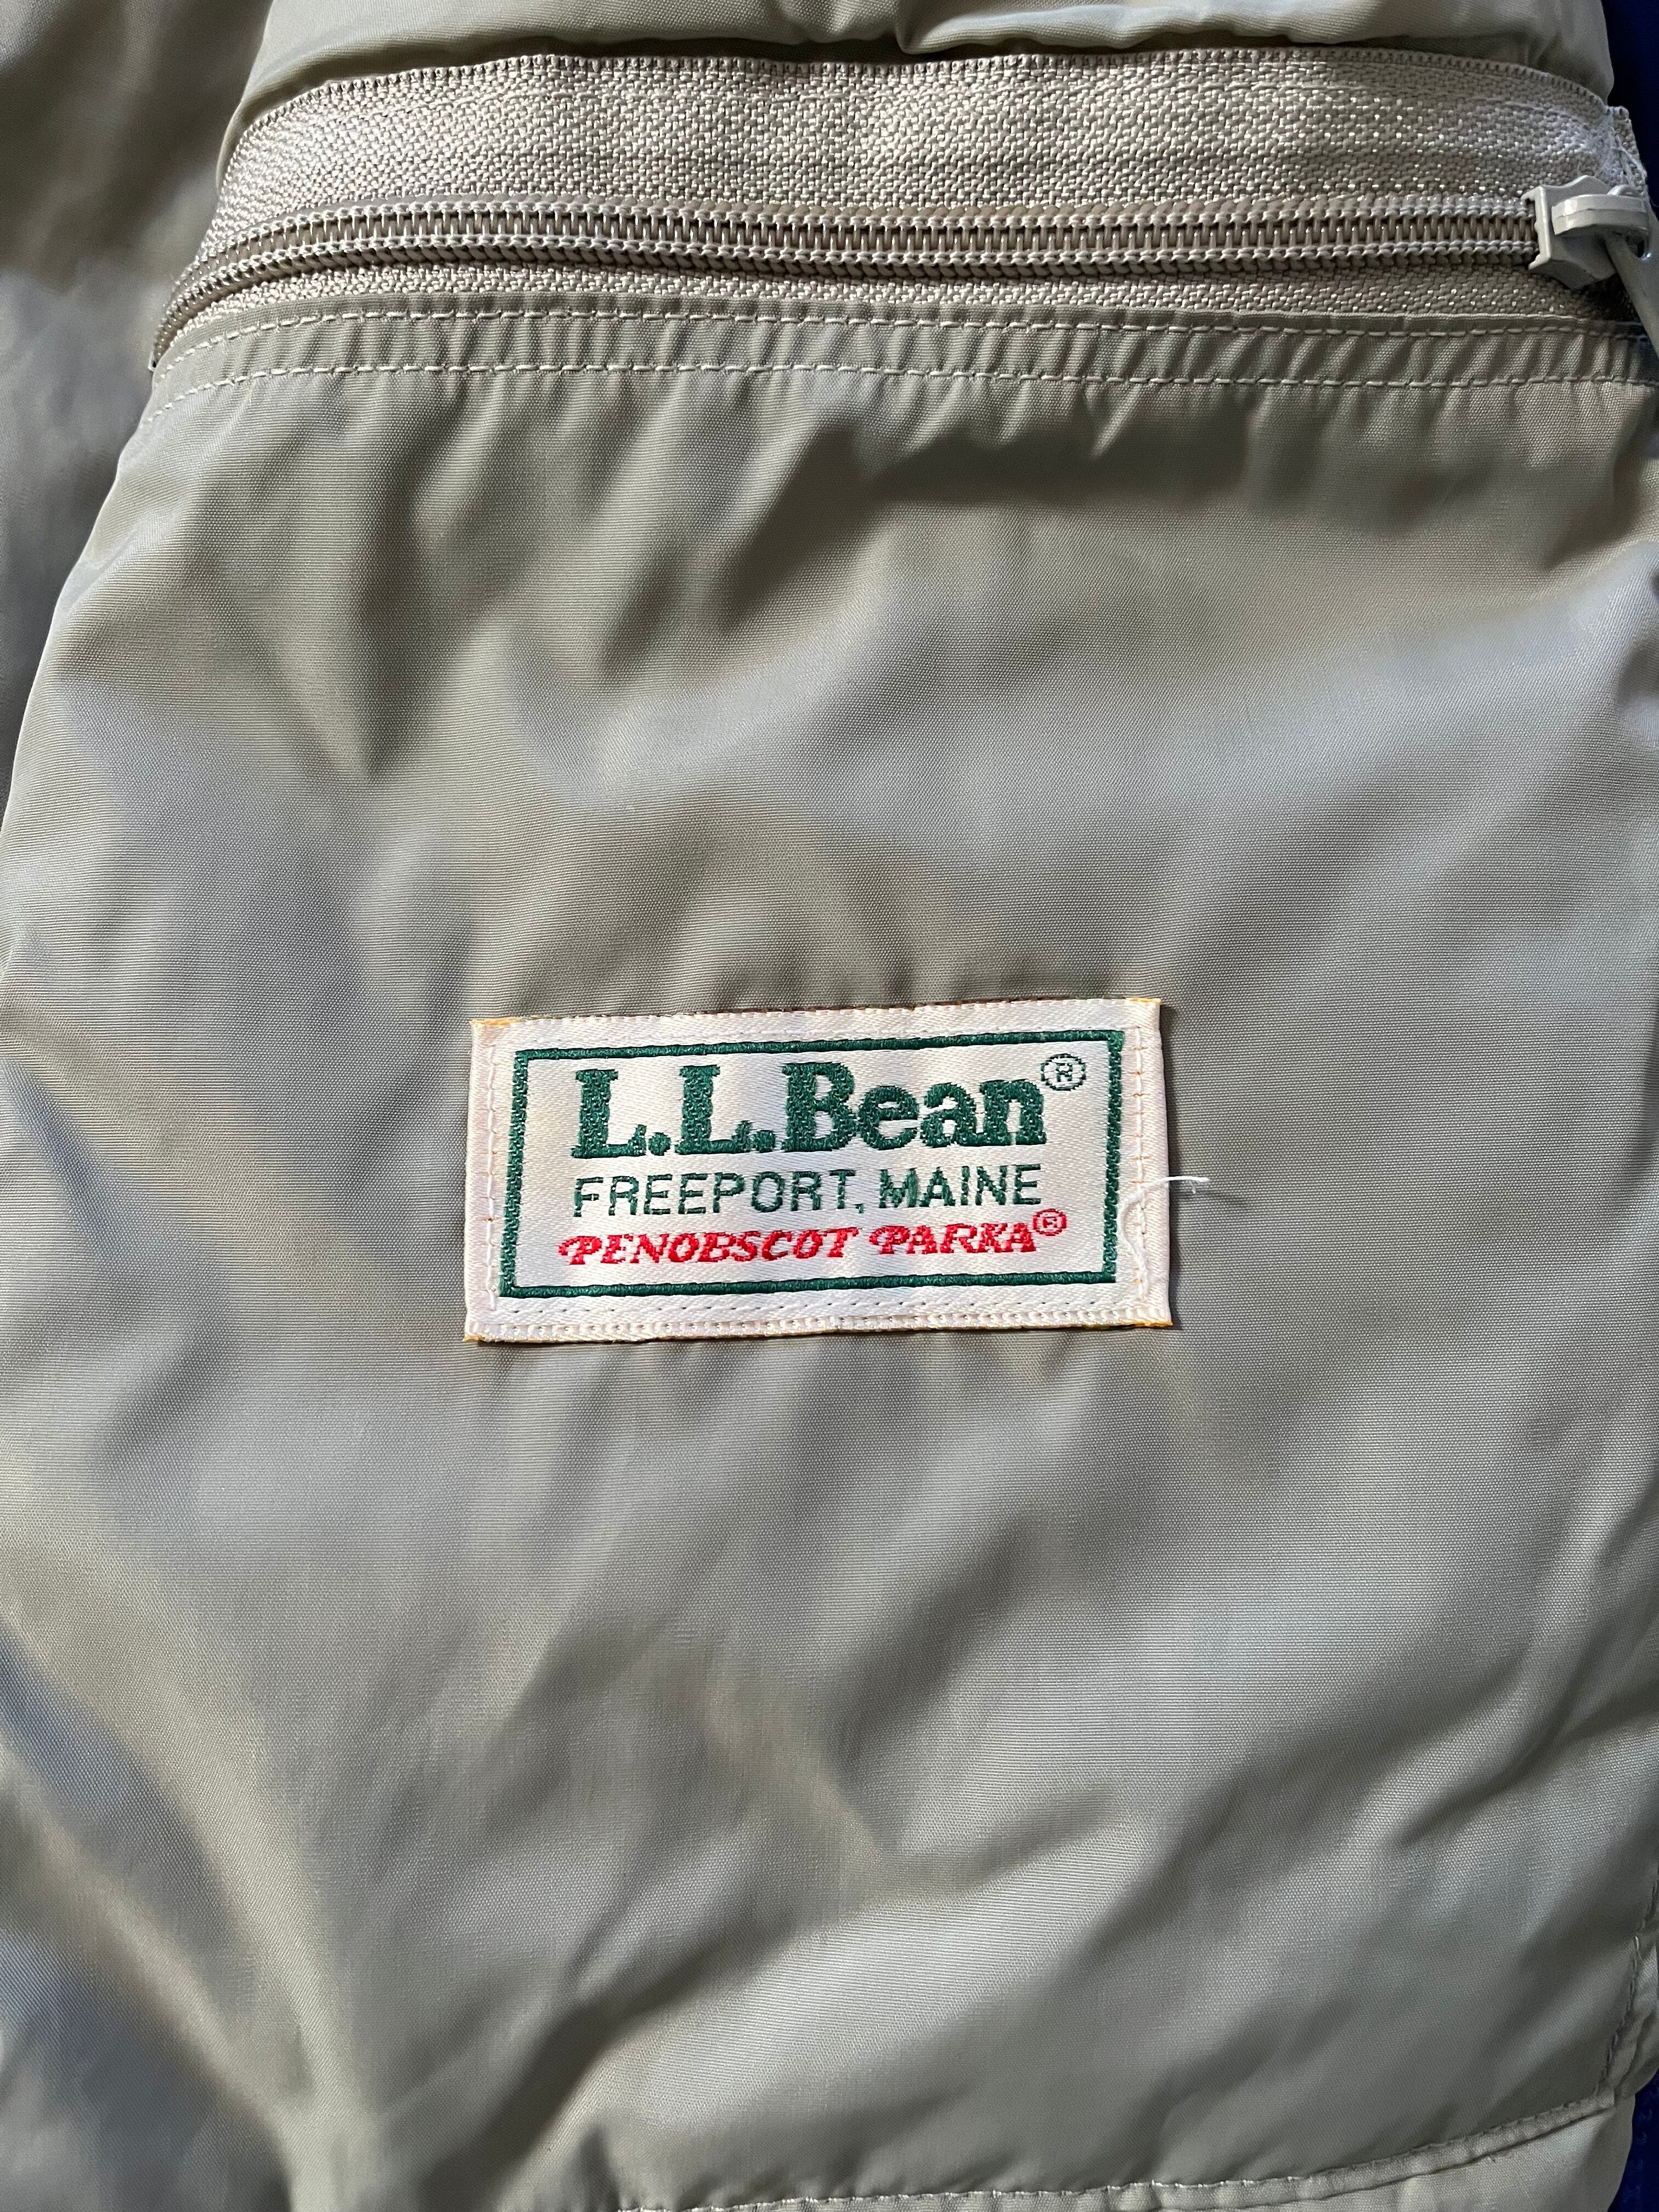 L.L.Bean®
FREEPORT, MAINE
PENOBSCOT PARKA®